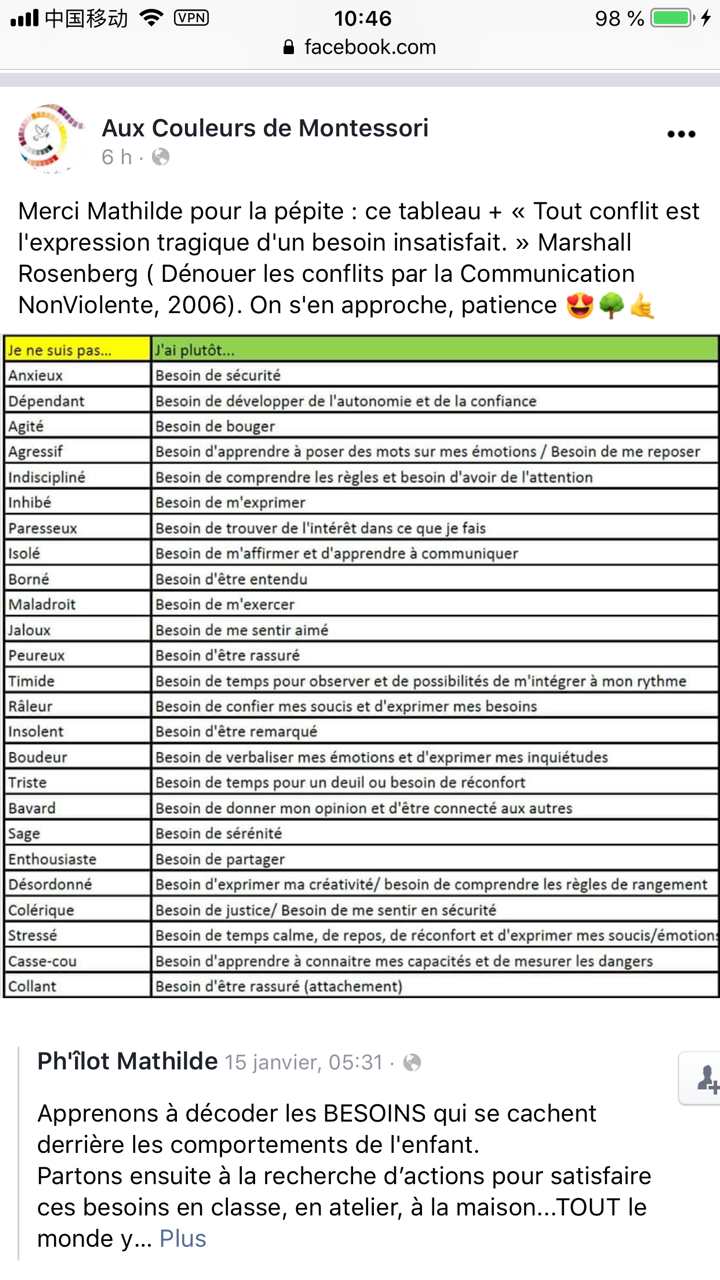 中国移动 VPN 10:46 98 %
facebook.com
Aux Couleurs de Montessori
6 h ·
Merci Mathilde pour la pépite : ce tableau + « Tout conflit est
l'expression tragique d'un besoin insatisfait. » Marshall
Rosenberg ( Dénouer les conflits par la Communication
NonViolente, 2006). On s'en approche, patience 😍🌳🤙
Je ne suis pas... J'ai plutôt...
Anxieux Besoin de sécurité
Dépendant Besoin de développer de l'autonomie et de la confiance
Agité Besoin de bouger
Agressif Besoin d'apprendre à poser des mots sur mes émotions / Besoin de me reposer
Indiscipliné Besoin de comprendre les règles et besoin d'avoir de l'attention
Inhibé Besoin de m'exprimer
Paresseux Besoin de trouver de l'intérêt dans ce que je fais
Isolé Besoin de m'affirmer et d'apprendre à communiquer
Borné Besoin d'être entendu
Maladroit Besoin de m'exercer
Jaloux Besoin de me sentir aimé
Peureux Besoin d'être rassuré
Timide Besoin de temps pour observer et de possibilités de m'intégrer à mon rythme
Râleur Besoin de confier mes soucis et d'exprimer mes besoins
Insolent Besoin d'être remarqué
Boudeur Besoin de verbaliser mes émotions et d'exprimer mes inquiétudes
Triste Besoin de temps pour un deuil ou besoin de réconfort
Bavard Besoin de donner mon opinion et d'être connecté aux autres
Sage Besoin de sérénité
Enthousiaste Besoin de partager
Désordonné Besoin d'exprimer ma créativité/ besoin de comprendre les règles de rangement
Colérique Besoin de justice/ Besoin de me sentir en sécurité
Stressé Besoin de temps calme, de repos, de réconfort et d'exprimer mes soucis/émotions
Casse-cou Besoin d'apprendre à connaitre mes capacités et de mesurer les dangers
Collant Besoin d'être rassuré (attachement)
Ph'îlot Mathilde 15 janvier, 05:31 ·
Apprenons à décoder les BESOINS qui se cachent
derrière les comportements de l'enfant.
Partons ensuite à la recherche d’actions pour satisfaire
ces besoins en classe, en atelier, à la maison...TOUT le
monde y... Plus